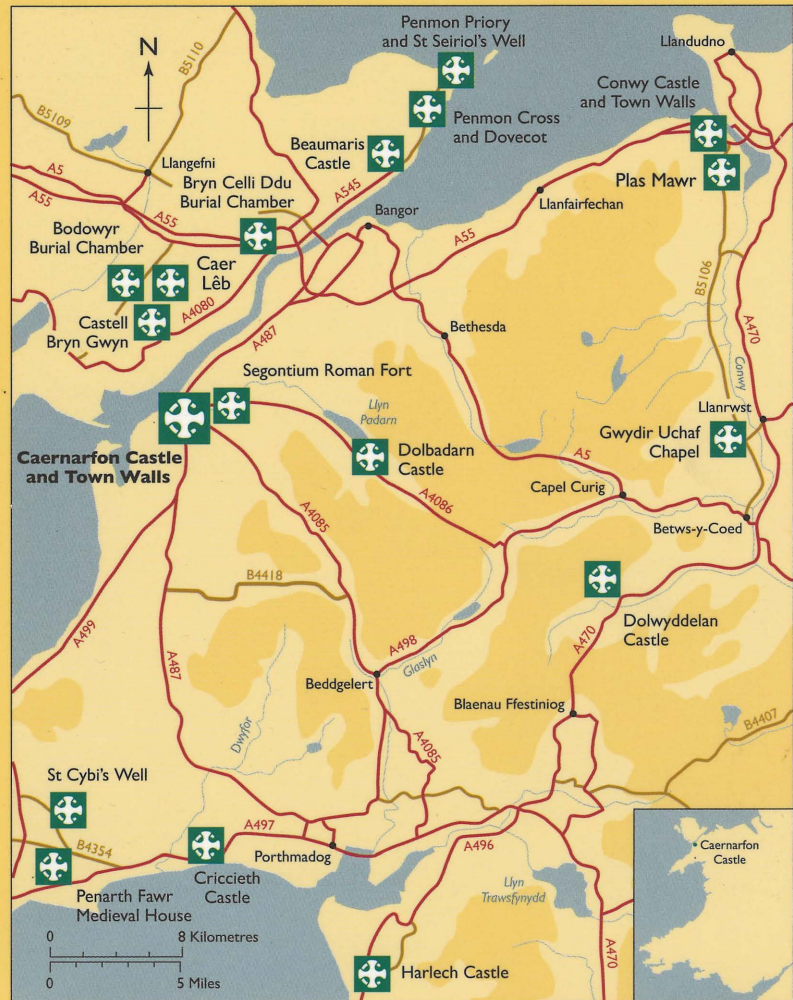 Penmon Priory
and St Seiriol's Well
Llandudno
N
B5110
Conwy Castle
and Town Walls
B5109
Penmon Cross
and Dovecot
Beaumaris
Castle
A5
Llangefni
A55
Bryn Celli Ddu
Burial Chamber
A545
Plas Mawr
Llanfairfechan
A55
Bangor
Bodowyr
Burial Chamber
A55
Caer
Lêb
B5106
A4080
Castell
Bryn Gwyn
A487
Bethesda
A470
Conwy
Segontium Roman Fort
Llyn
Padarn
Llanrwst
Gwydir Uchaf
Chapel
Caernarfon Castle
and Town Walls
Dolbadarn
Castle
A5
A4086
Capel Curig
A4085
Betws-y-Coed
B4418
A499
A487
A498
Glaslyn
A470
Dolwyddelan
Castle
Beddgelert
Blaenau Ffestiniog
Dwyfor
B4407
A4085
St Cybi's Well
A497
B4354
Porthmadog
A496
Criccieth
Castle
Penarth Fawr
Medieval House
Llyn
Trawsfynydd
Caernarfon
Castle
0 8 Kilometres
0 5 Miles
A470
Harlech Castle